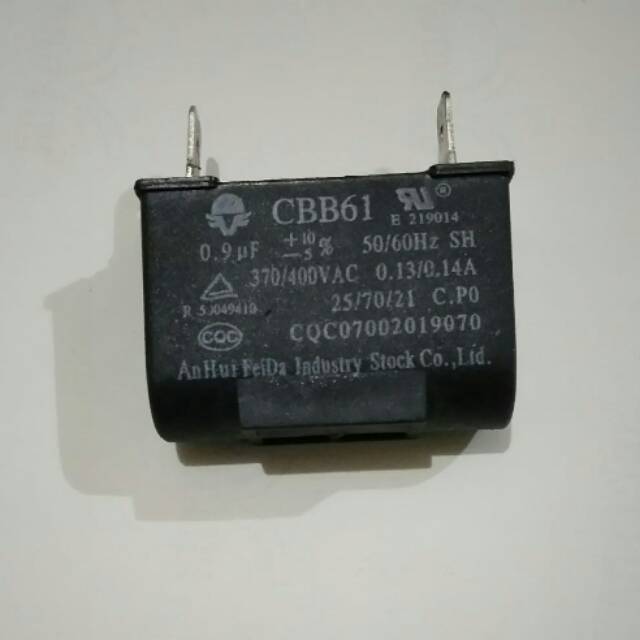 CBB61
E 219014
0.9μF +10 -5 % 50/60Hz SH
370/400VAC 0.13/0.14A
25/70/21 C.P0
CQC
CQC07002019070
AnHui FeiDa Industry Stock Co.,Ltd.